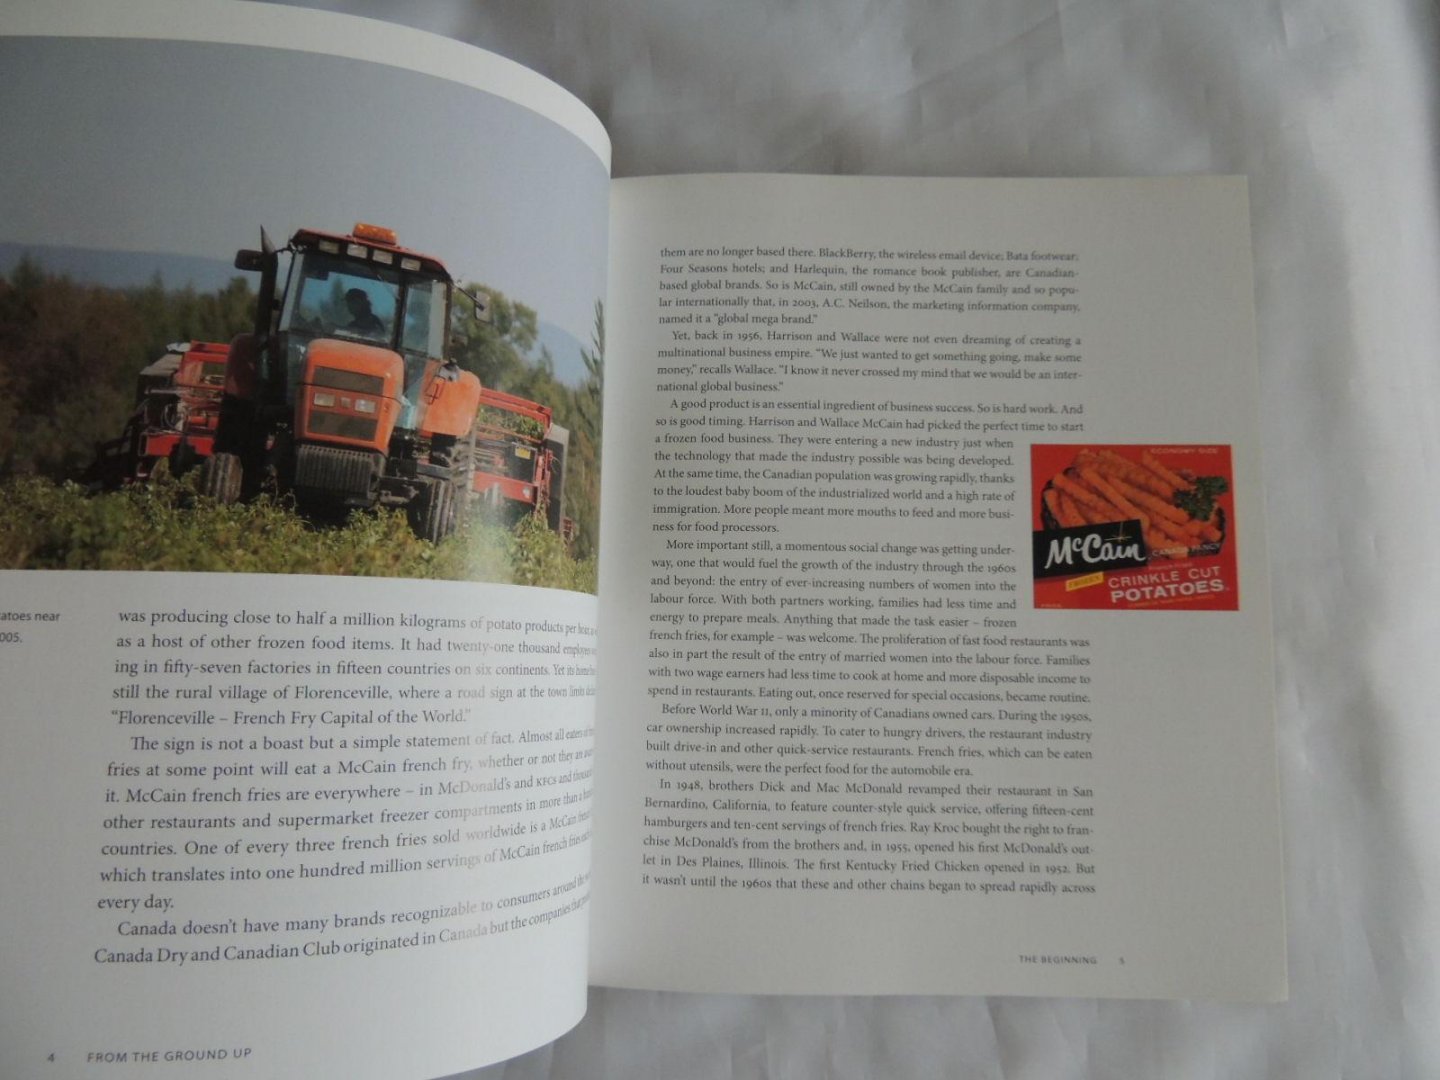 atoes near
005.
was producing close to half a million kilograms of potato products per hour, as
as a host of other frozen food items. It had twenty-one thousand employees
ing in fifty-seven factories in fifteen countries on six continents. Yet its home
still the rural village of Florenceville, where a road sign at the town limits
“Florenceville – French Fry Capital of the World.”
The sign is not a boast but a simple statement of fact. Almost all eaters of
fries at some point will eat a McCain french fry, whether or not they are
it. McCain french fries are everywhere – in McDonald's and KFCs and
other restaurants and supermarket freezer compartments in more than a
countries. One of every three french fries sold worldwide is a McCain
which translates into one hundred million servings of McCain french fries
every day.
Canada doesn't have many brands recognizable to consumers around the
Canada Dry and Canadian Club originated in Canada but the companies that
4 FROM THE GROUND UP
them are no longer based there. BlackBerry, the wireless email device; Bata footwear;
Four Seasons hotels; and Harlequin, the romance book publisher, are Canadian-
based global brands. So is McCain, still owned by the McCain family and so popu-
lar internationally that, in 2003, A.C. Neilson, the marketing information company,
named it a "global mega brand."
Yet, back in 1956, Harrison and Wallace were not even dreaming of creating a
multinational business empire. “We just wanted to get something going, make some
money,” recalls Wallace. “I know it never crossed my mind that we would be an inter-
national global business.”
A good product is an essential ingredient of business success. So is hard work. And
so is good timing. Harrison and Wallace McCain had picked the perfect time to start
a frozen food business. They were entering a new industry just when
the technology that made the industry possible was being developed.
At the same time, the Canadian population was growing rapidly, thanks
to the loudest baby boom of the industrialized world and a high rate of
immigration. More people meant more mouths to feed and more busi-
ness for food processors.
More important still, a momentous social change was getting under-
way, one that would fuel the growth of the industry through the 1960s
and beyond: the entry of ever-increasing numbers of women into the
labour force. With both partners working, families had less time and
energy to prepare meals. Anything that made the task easier – frozen
french fries, for example – was welcome. The proliferation of fast food restaurants was
also in part the result of the entry of married women into the labour force. Families
with two wage earners had less time to cook at home and more disposable income to
spend in restaurants. Eating out, once reserved for special occasions, became routine.
Before World War II, only a minority of Canadians owned cars. During the 1950s,
car ownership increased rapidly. To cater to hungry drivers, the restaurant industry
built drive-in and other quick-service restaurants. French fries, which can be eaten
without utensils, were the perfect food for the automobile era.
In 1948, brothers Dick and Mac McDonald revamped their restaurant in San
Bernardino, California, to feature counter-style quick service, offering fifteen-cent
hamburgers and ten-cent servings of french fries. Ray Kroc bought the right to fran-
chise McDonald's from the brothers and, in 1955, opened his first McDonald's out-
let in Des Plaines, Illinois. The first Kentucky Fried Chicken opened in 1952. But
it wasn't until the 1960s that these and other chains began to spread rapidly across
ECONOMY SIZE
McCain
CANADA FANCY
FROZEN
CRINKLE CUT
POTATOES
THE BEGINNING 5